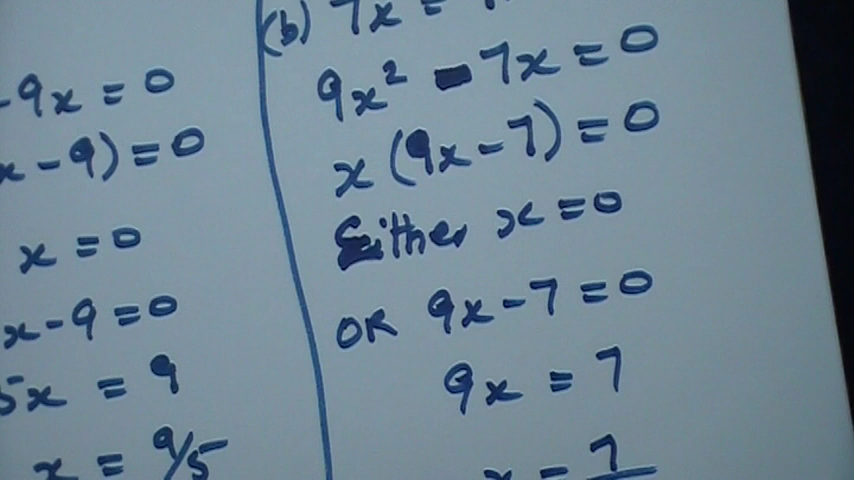 -9x = 0
x - 9) = 0
x = 0
x - 9 = 0
5x = 9
x = 9/5
(b) 7x =
9x² - 7x = 0
x (9x - 7) = 0
Either x = 0
OR 9x - 7 = 0
9x = 7
x = 7